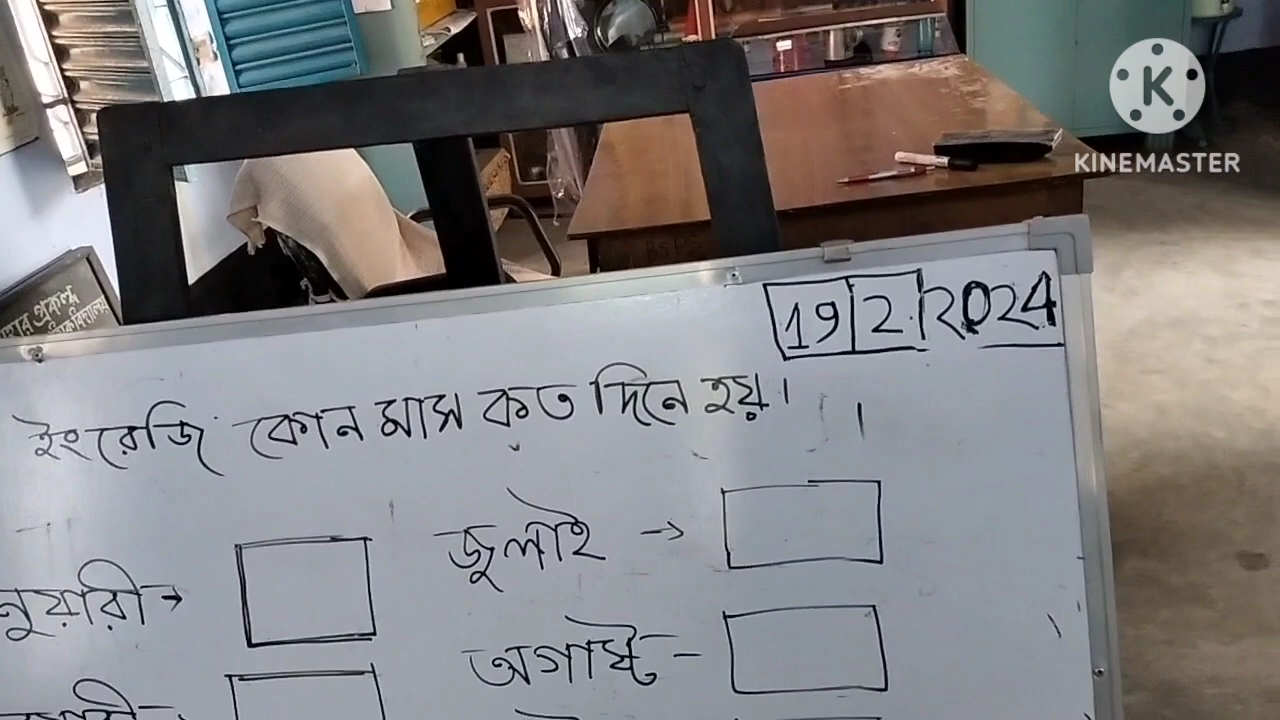 K
KINEMASTER
19 2 2024
ইংরেজি কোন মাস কত দিনে হয়।
নুয়ারী→
জুলাই →
অগাষ্ট –